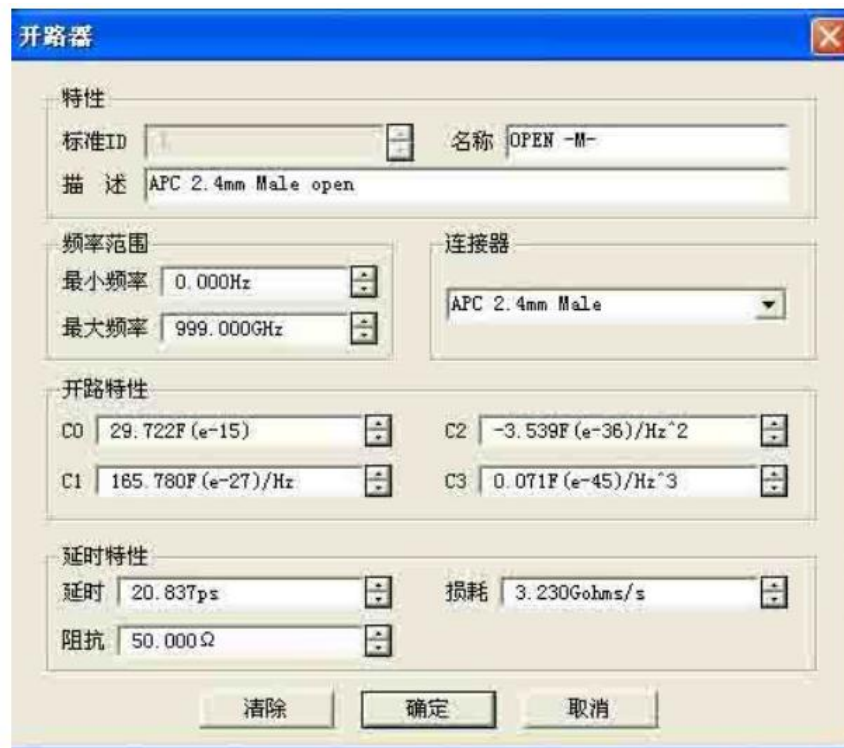 开路器
特性
标准ID 1 名称 OPEN -M-
描 述 APC 2.4mm Male open
频率范围 连接器
最小频率 0.000Hz
APC 2.4mm Male
最大频率 999.000GHz
开路特性
C0 29.722F(e-15) C2 -3.539F(e-36)/Hz^2
C1 165.780F(e-27)/Hz C3 0.071F(e-45)/Hz^3
延时特性
延时 20.837ps 损耗 3.230Gohms/s
阻抗 50.000Ω
清除 确定 取消